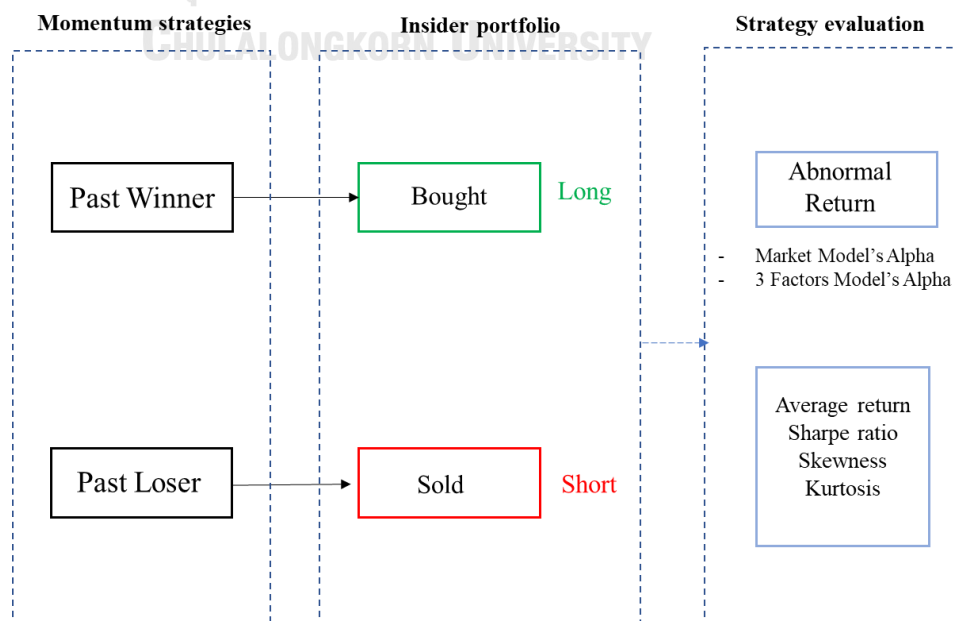 Momentum strategies
Insider portfolio
Strategy evaluation
CHULALONGKORN UNIVERSITY
Past Winner
Bought
Long
Abnormal
Return
- Market Model's Alpha
- 3 Factors Model's Alpha
Past Loser
Sold
Short
Average return
Sharpe ratio
Skewness
Kurtosis